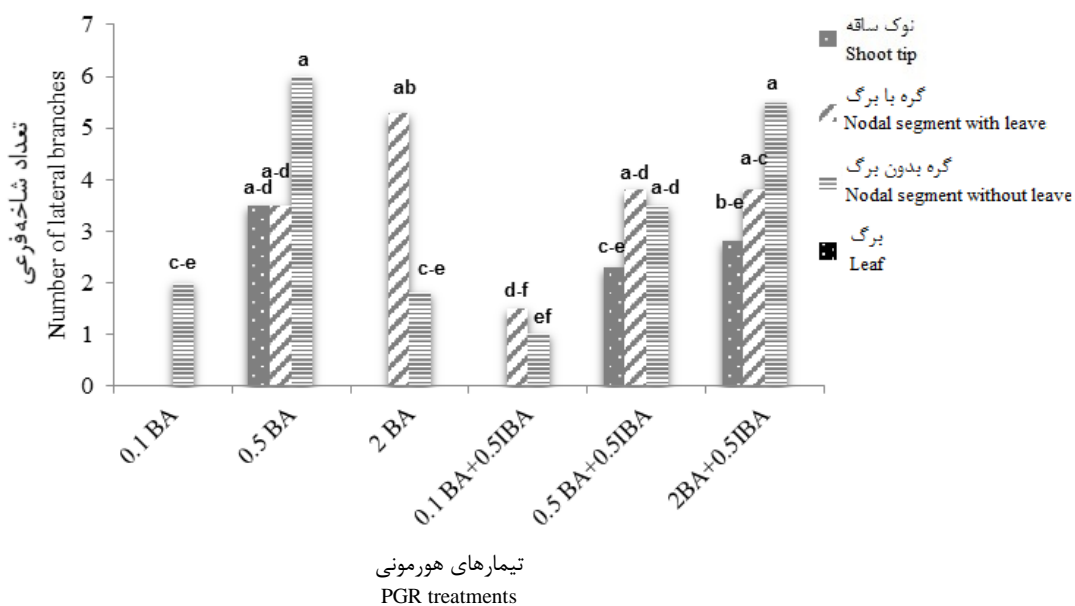 تعداد شاخه‌فرعی
Number of lateral branches
7
6
5
4
3
2
1
0
c-e
a-d
a-d
a
ab
c-e
d-f
ef
c-e
a-d
a-d
b-e
a-c
a
0.1 BA
0.5 BA
2 BA
0.1 BA+0.5IBA
0.5 BA+0.5IBA
2BA+0.5IBA
تیمارهای هورمونی
PGR treatments
نوک ساقه
Shoot tip
گره با برگ
Nodal segment with leave
گره بدون برگ
Nodal segment without leave
برگ
Leaf